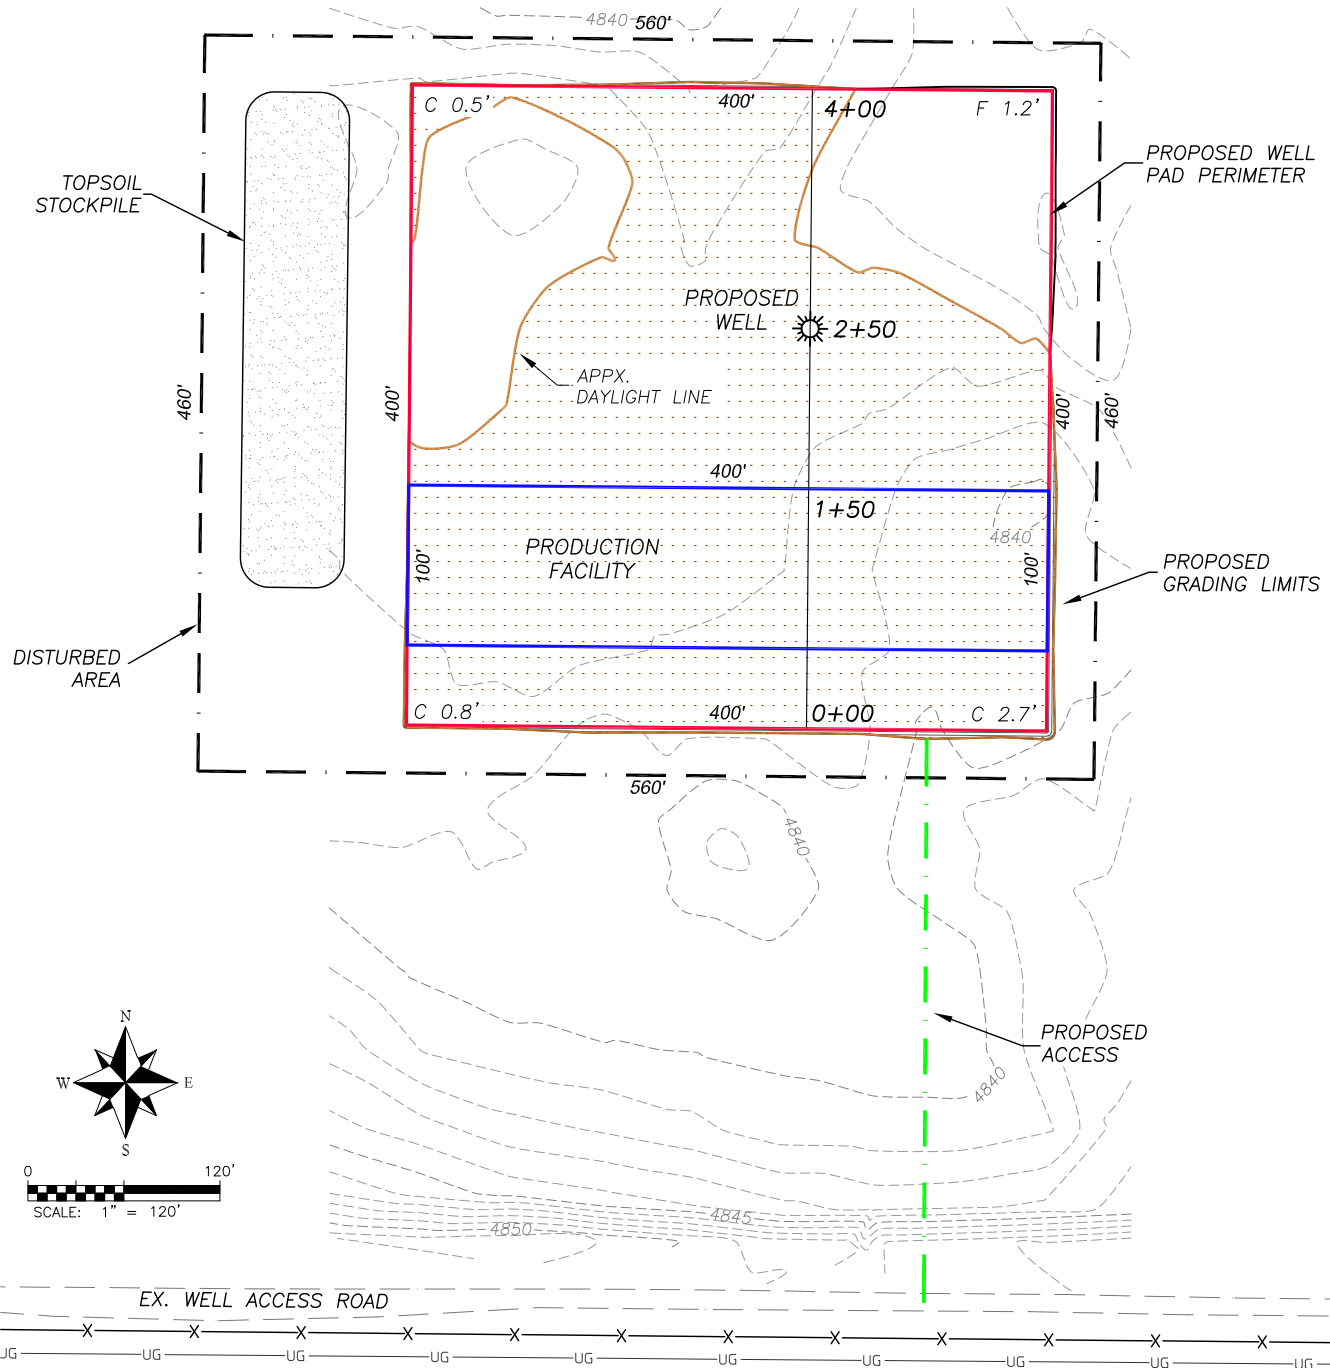 4840
560'
C 0.5'
400'
4+00
F 1.2'
PROPOSED WELL
PAD PERIMETER
TOPSOIL
STOCKPILE
PROPOSED
WELL
2+50
APPX.
DAYLIGHT LINE
460'
400'
400'
460'
400'
1+50
4840
PRODUCTION
FACILITY
100'
100'
PROPOSED
GRADING LIMITS
DISTURBED
AREA
C 0.8'
400'
0+00
C 2.7'
560'
4840
PROPOSED
ACCESS
4840
N
W
E
S
0
120'
SCALE: 1" = 120'
4850
4845
EX. WELL ACCESS ROAD
X X X X X X X X X X X X
UG UG UG UG UG UG UG UG UG UG